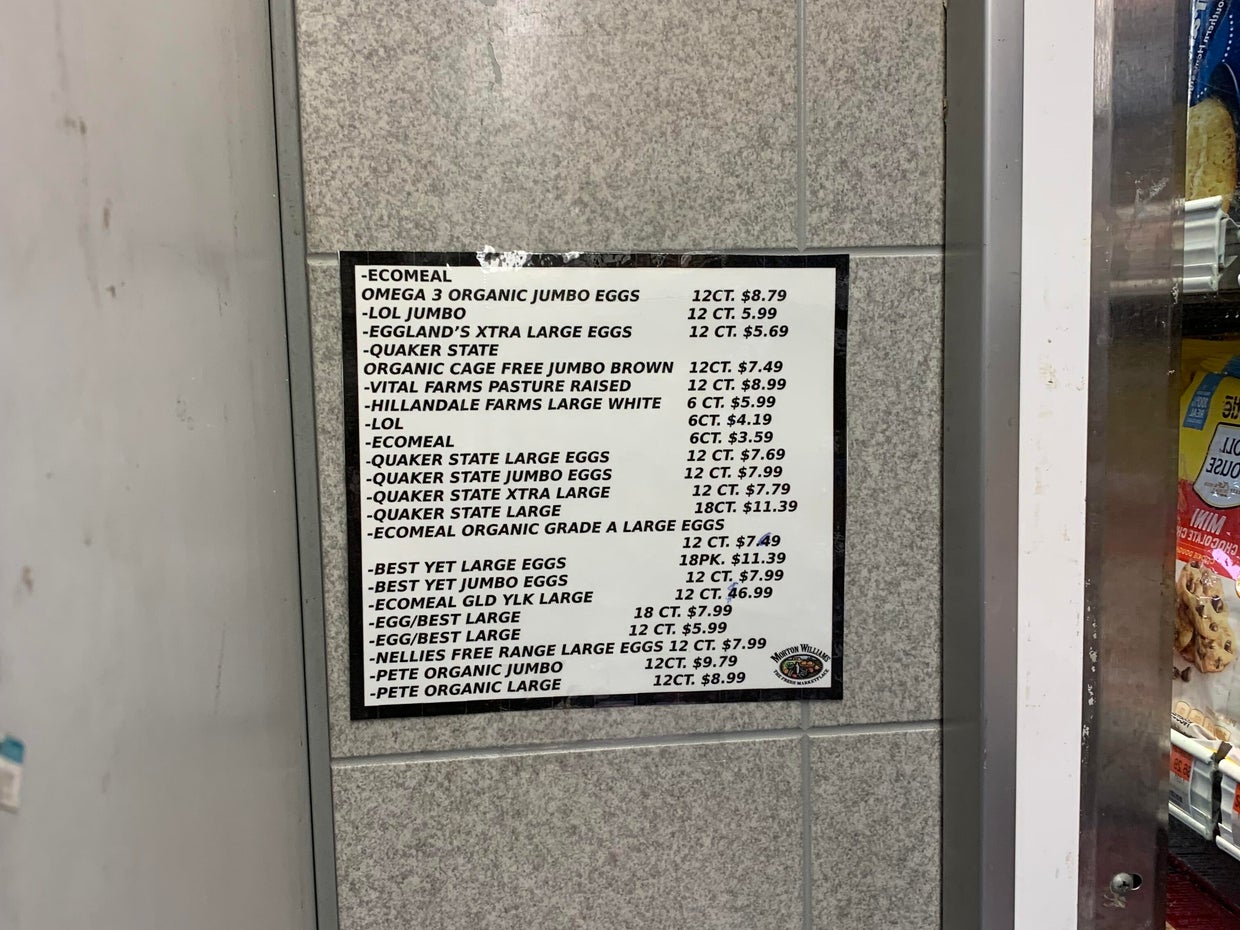 -ECOMEAL
OMEGA 3 ORGANIC JUMBO EGGS 12CT. $8.79
-LOL JUMBO 12 CT. 5.99
-EGGLAND'S XTRA LARGE EGGS 12 CT. $5.69
-QUAKER STATE
ORGANIC CAGE FREE JUMBO BROWN 12CT. $7.49
-VITAL FARMS PASTURE RAISED 12 CT. $8.99
-HILLANDALE FARMS LARGE WHITE 6 CT. $5.99
-LOL 6CT. $4.19
-ECOMEAL 6CT. $3.59
-QUAKER STATE LARGE EGGS 12 CT. $7.69
-QUAKER STATE JUMBO EGGS 12 CT. $7.99
-QUAKER STATE XTRA LARGE 12 CT. $7.79
-QUAKER STATE LARGE 18CT. $11.39
-ECOMEAL ORGANIC GRADE A LARGE EGGS
12 CT. $7.49
-BEST YET LARGE EGGS 18PK. $11.39
-BEST YET JUMBO EGGS 12 CT. $7.99
-ECOMEAL GLD YLK LARGE 12 CT. 46.99
-EGG/BEST LARGE 18 CT. $7.99
-EGG/BEST LARGE 12 CT. $5.99
-NELLIES FREE RANGE LARGE EGGS 12 CT. $7.99
-PETE ORGANIC JUMBO 12CT. $9.79
-PETE ORGANIC LARGE 12CT. $8.99
MORTON WILLIAMS
THE FRESH MARKETPLACE
MINI
CHOCOLATE